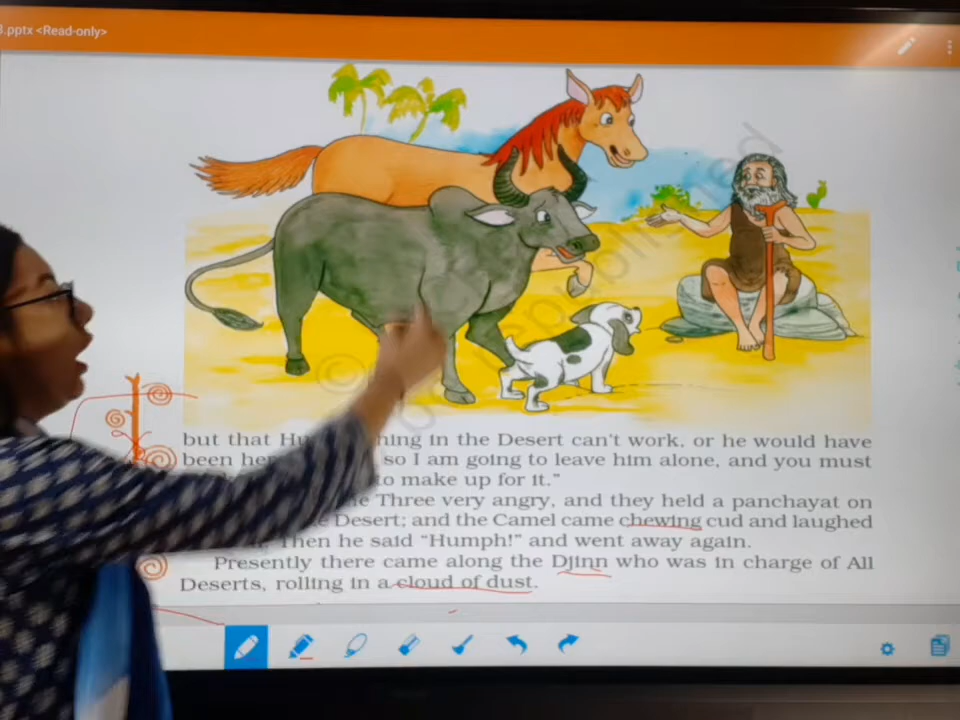 3.pptx <Read-only>
but that Hu hing in the Desert can't work, or he would have
been her so I am going to leave him alone, and you must
to make up for it."
e Three very angry, and they held a panchayat on
e Desert; and the Camel came chewing cud and laughed
Then he said "Humph!" and went away again.
Presently there came along the Djinn who was in charge of All
Deserts, rolling in a cloud of dust.